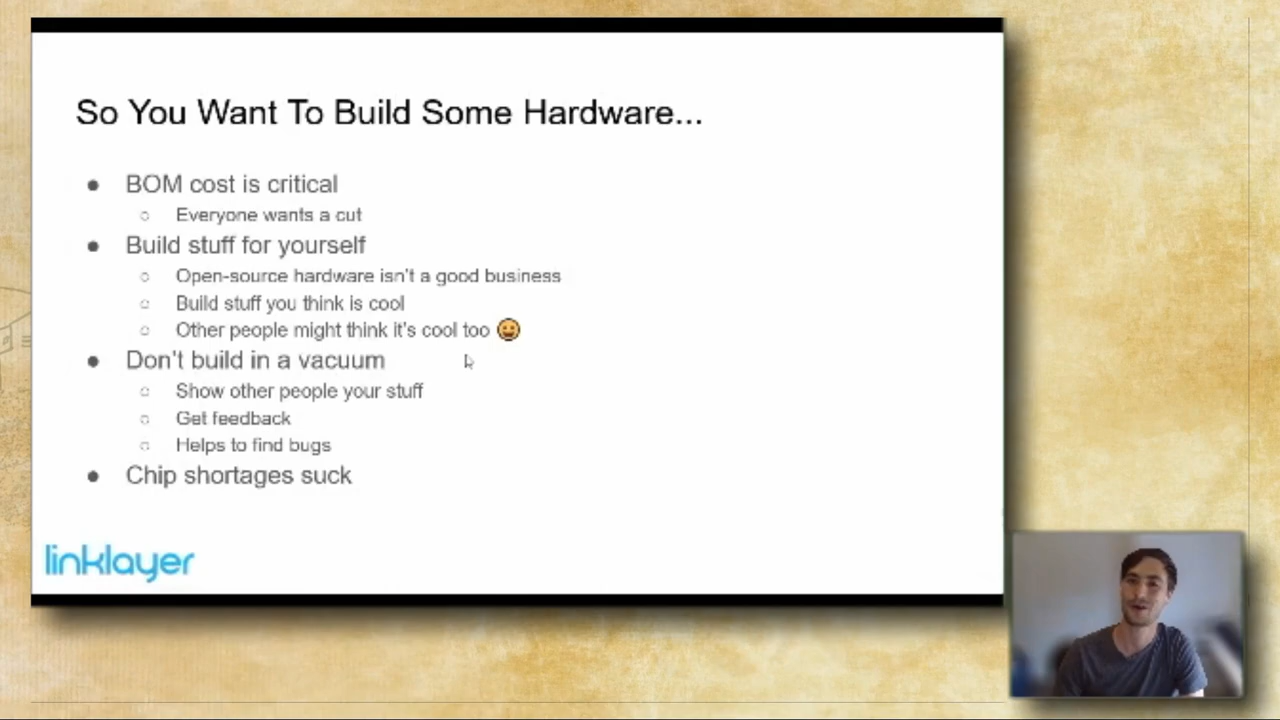 So You Want To Build Some Hardware...
BOM cost is critical
Everyone wants a cut
Build stuff for yourself
Open-source hardware isn't a good business
Build stuff you think is cool
Other people might think it's cool too 😀
Don't build in a vacuum
Show other people your stuff
Get feedback
Helps to find bugs
Chip shortages suck
linklayer